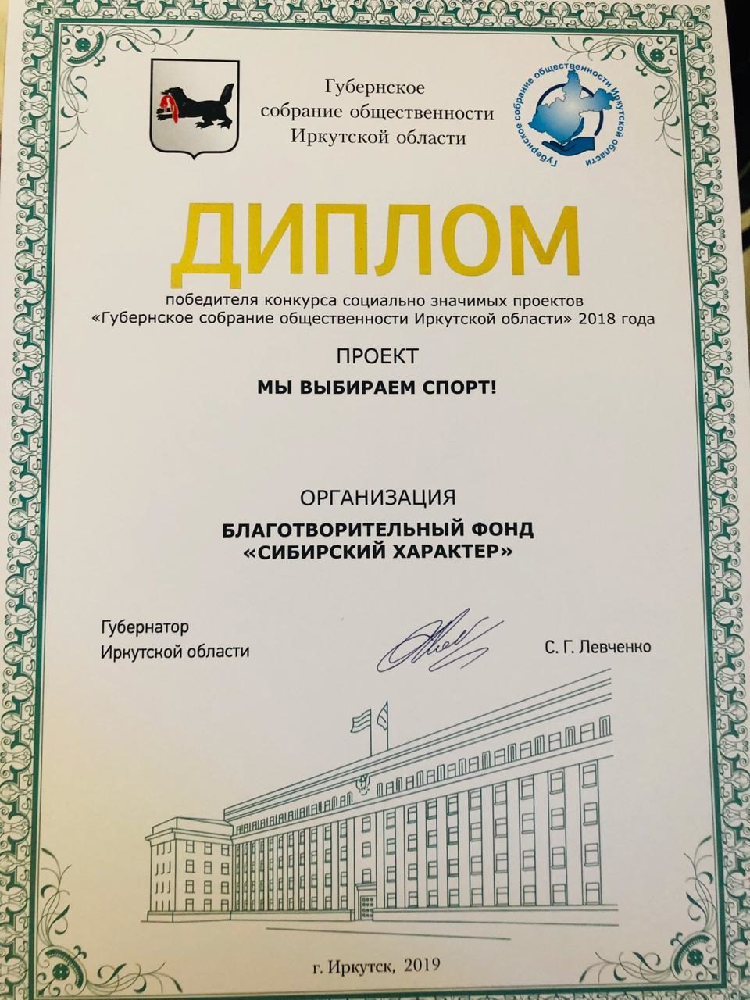 Губернское
собрание общественности
Иркутской области
Губернское собрание общественности Иркутской области
ДИПЛОМ
победителя конкурса социально значимых проектов
«Губернское собрание общественности Иркутской области» 2018 года
ПРОЕКТ
МЫ ВЫБИРАЕМ СПОРТ!
ОРГАНИЗАЦИЯ
БЛАГОТВОРИТЕЛЬНЫЙ ФОНД
«СИБИРСКИЙ ХАРАКТЕР»
Губернатор
Иркутской области
С. Г. Левченко
г. Иркутск, 2019